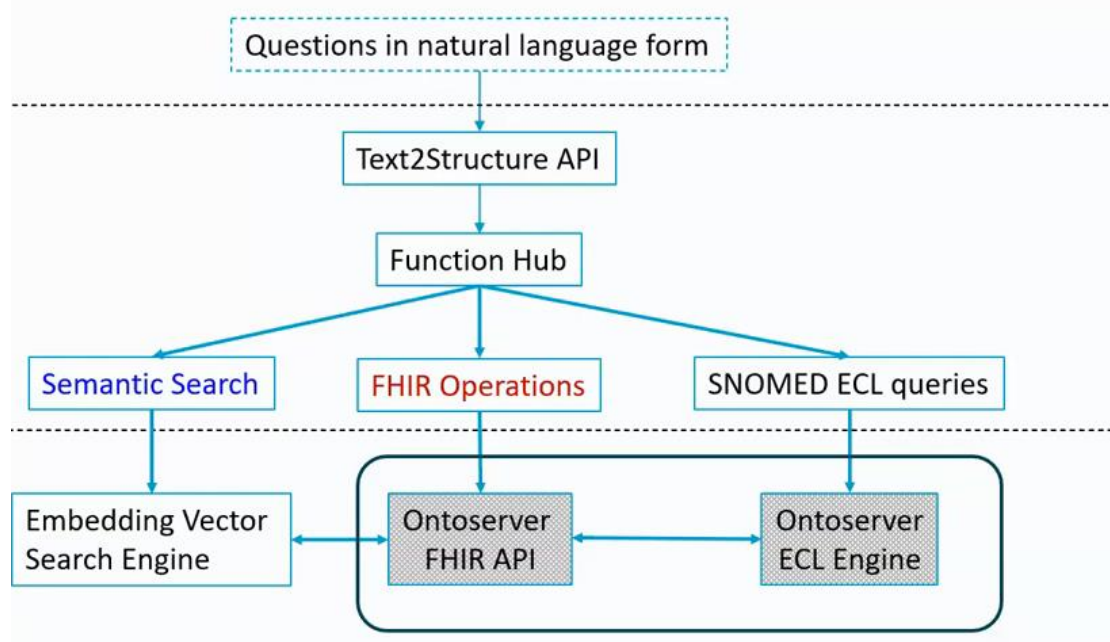 Questions in natural language form
Text2Structure API
Function Hub
Semantic Search
FHIR Operations
SNOMED ECL queries
Embedding Vector
Search Engine
Ontoserver
FHIR API
Ontoserver
ECL Engine